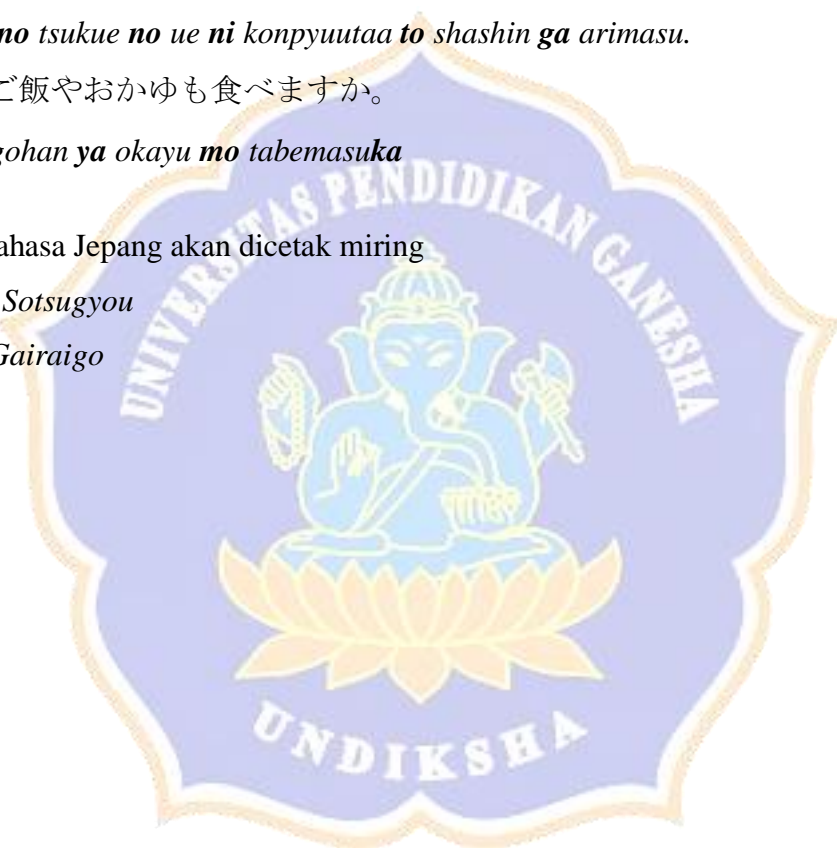 no tsukue no ue ni konpyuutaa to shashin ga arimasu.
ご飯やおかゆも食べますか。
gohan ya okayu mo tabemasuka
UNIVERSITAS PENDIDIKAN GANESHA
ahasa Jepang akan dicetak miring
Sotsugyou
Gairaigo
UNDIKSHA